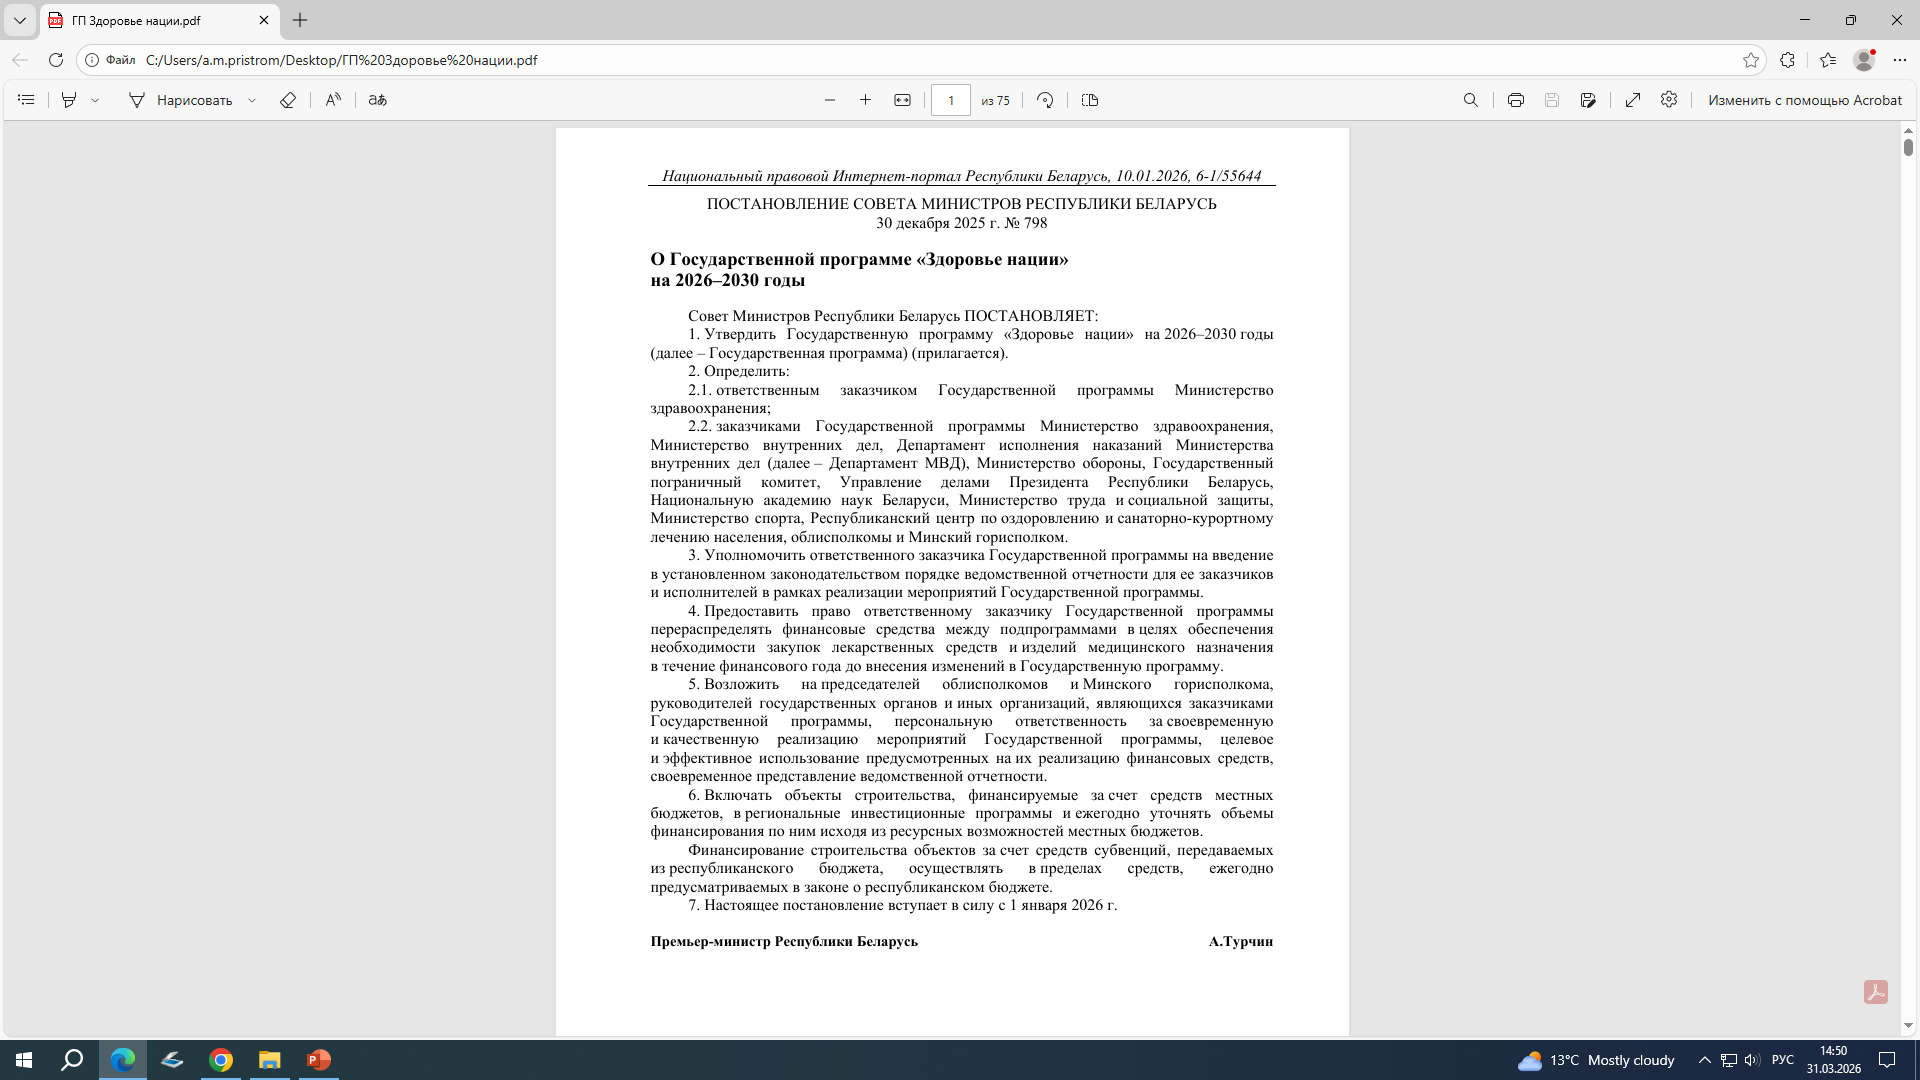 ГП Здоровье нации.pdf
Файл
C:/Users/a.m.pristrom/Desktop/ГП%20Здоровье%20нации.pdf
Нарисовать
1
из 75
Изменить с помощью Acrobat
Национальный правовой Интернет-портал Республики Беларусь, 10.01.2026, 6-1/55644
ПОСТАНОВЛЕНИЕ СОВЕТА МИНИСТРОВ РЕСПУБЛИКИ БЕЛАРУСЬ
30 декабря 2025 г. № 798
О Государственной программе «Здоровье нации»
на 2026–2030 годы
Совет Министров Республики Беларусь ПОСТАНОВЛЯЕТ:
1. Утвердить Государственную программу «Здоровье нации» на 2026–2030 годы
(далее – Государственная программа) (прилагается).
2. Определить:
2.1. ответственным заказчиком Государственной программы Министерство
здравоохранения;
2.2. заказчиками Государственной программы Министерство здравоохранения,
Министерство внутренних дел, Департамент исполнения наказаний Министерства
внутренних дел (далее – Департамент МВД), Министерство обороны, Государственный
пограничный комитет, Управление делами Президента Республики Беларусь,
Национальную академию наук Беларуси, Министерство труда и социальной защиты,
Министерство спорта, Республиканский центр по оздоровлению и санаторно-курортному
лечению населения, облисполкомы и Минский горисполком.
3. Уполномочить ответственного заказчика Государственной программы на введение
в установленном законодательством порядке ведомственной отчетности для ее заказчиков
и исполнителей в рамках реализации мероприятий Государственной программы.
4. Предоставить право ответственному заказчику Государственной программы
перераспределять финансовые средства между подпрограммами в целях обеспечения
необходимости закупок лекарственных средств и изделий медицинского назначения
в течение финансового года до внесения изменений в Государственную программу.
5. Возложить на председателей облисполкомов и Минского горисполкома,
руководителей государственных органов и иных организаций, являющихся заказчиками
Государственной программы, персональную ответственность за своевременную
и качественную реализацию мероприятий Государственной программы, целевое
и эффективное использование предусмотренных на их реализацию финансовых средств,
своевременное представление ведомственной отчетности.
6. Включать объекты строительства, финансируемые за счет средств местных
бюджетов, в региональные инвестиционные программы и ежегодно уточнять объемы
финансирования по ним исходя из ресурсных возможностей местных бюджетов.
Финансирование строительства объектов за счет средств субвенций, передаваемых
из республиканского бюджета, осуществлять в пределах средств, ежегодно
предусматриваемых в законе о республиканском бюджете.
7. Настоящее постановление вступает в силу с 1 января 2026 г.
Премьер-министр Республики Беларусь
А.Турчин
13°C Mostly cloudy
РУС
14:50
31.03.2026